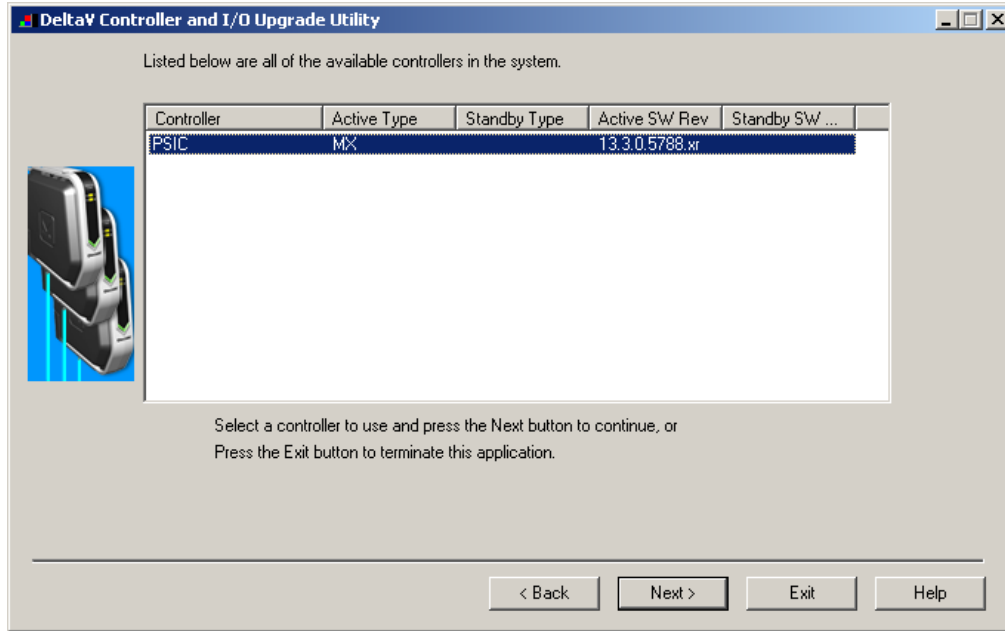 DeltaV Controller and I/O Upgrade Utility
Listed below are all of the available controllers in the system.
Controller Active Type Standby Type Active SW Rev Standby SW ...
PSIC MX 13.3.0.5788.xr
Select a controller to use and press the Next button to continue, or
Press the Exit button to terminate this application.
< Back Next > Exit Help